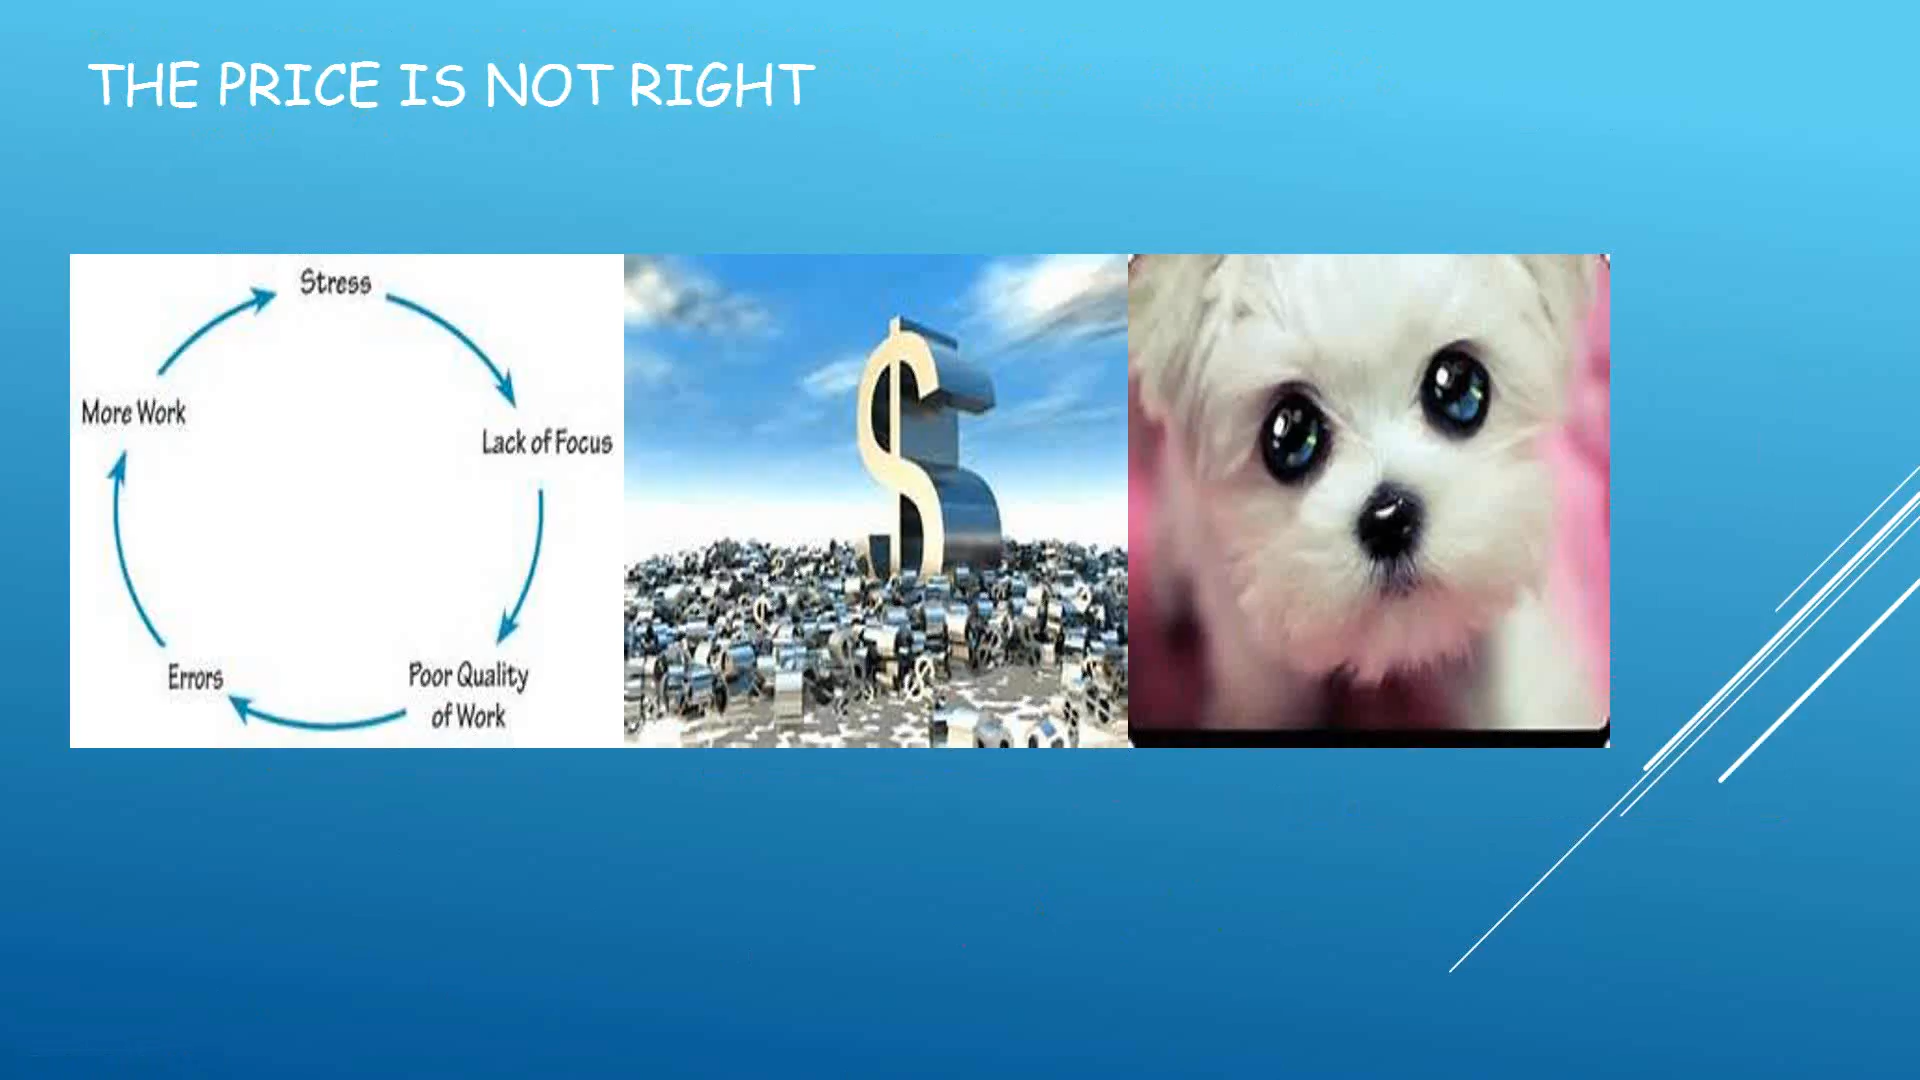 THE PRICE IS NOT RIGHT
Stress
More Work
Lack of Focus
Errors
Poor Quality
of Work
$